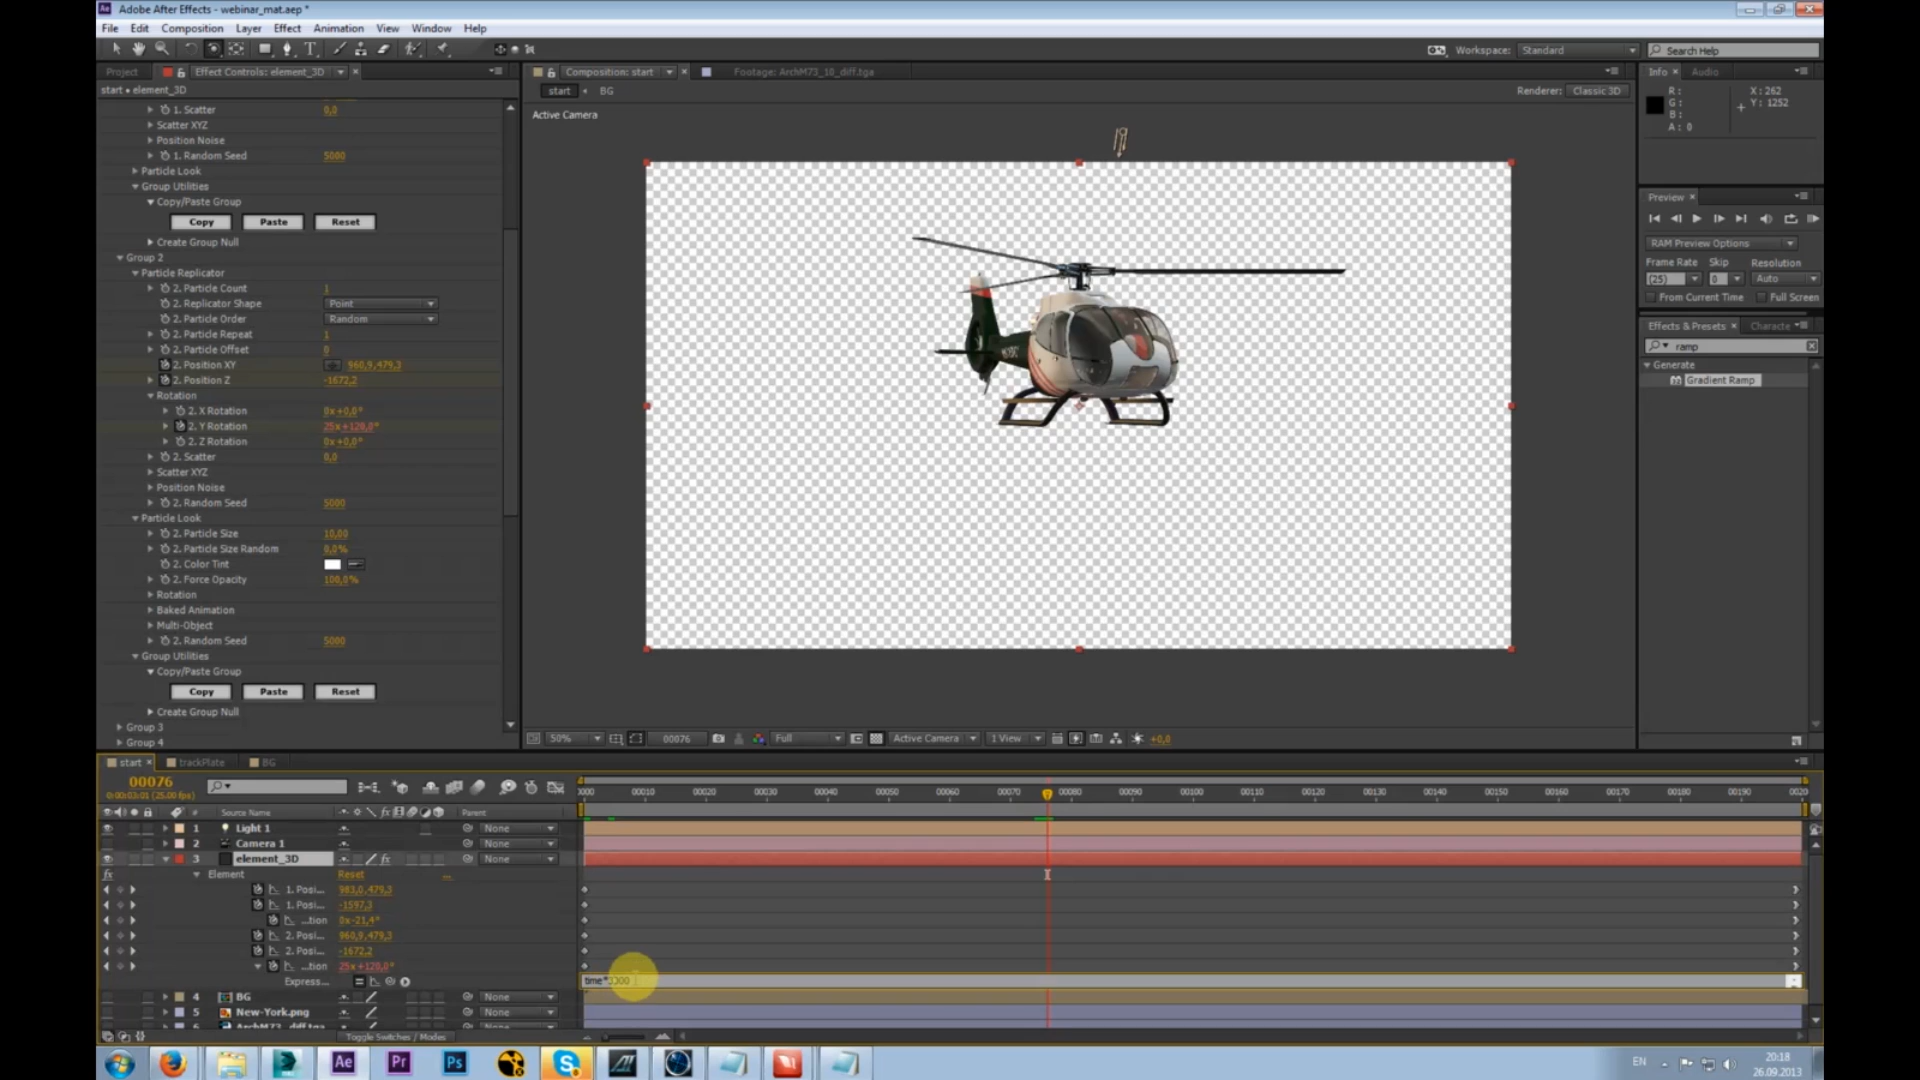 Adobe After Effects - webinar_mat.aep *
File Edit Composition Layer Effect Animation View Window Help
Workspace: Standard Search Help
Project Effect Controls: element_3D
start • element_3D
1. Scatter 0,0
Scatter XYZ
Position Noise
1. Random Seed 5000
Particle Look
Group Utilities
Copy/Paste Group
Copy Paste Reset
Create Group Null
Group 2
Particle Replicator
2. Particle Count 1
2. Replicator Shape Point
2. Particle Order Random
2. Particle Repeat 1
2. Particle Offset 0
2. Position XY 960,9,479,3
2. Position Z -1672,2
Rotation
2. X Rotation 0x+0,0°
2. Y Rotation 25x+120,0°
2. Z Rotation 0x+0,0°
2. Scatter 0,0
Scatter XYZ
Position Noise
2. Random Seed 5000
Particle Look
2. Particle Size 10,00
2. Particle Size Random 0,0%
2. Color Tint
2. Force Opacity 100,0%
Rotation
Baked Animation
Multi-Object
2. Random Seed 5000
Group Utilities
Copy/Paste Group
Copy Paste Reset
Create Group Null
Group 3
Group 4
Composition: start Footage: ArchM73_10_diff.tga
start BG
Renderer: Classic 3D
Active Camera
50% 00076 Full Active Camera 1 View +0,0
Info Audio
R: X: 262
G: Y: 1252
B:
A: 0
Preview
RAM Preview Options
Frame Rate Skip Resolution
(25) 0 Auto
From Current Time Full Screen
Effects & Presets Characte
ramp
Generate
Gradient Ramp
start trackPlate BG
00076
0:00:03:01 (25.00 fps)
0000 00010 00020 00030 00040 00050 00060 00070 00080 00090 00100 00110 00120 00130 00140 00150 00160 00170 00180 00190 0020
# Source Name Parent
1 Light 1 None
2 Camera 1 None
3 element_3D fx None
fx Element Reset ...
1. Posi... 983,0,479,3
1. Posi... -1597,3
...tion 0x-21,4°
2. Posi... 960,9,479,3
2. Posi... -1672,2
...tion 25x+120,0°
Express...
4 BG None
5 New-York.png None
6 ArchM73_diff.tga None
Toggle Switches / Modes
Ae Pr Ps
EN 20:18
26.09.2013